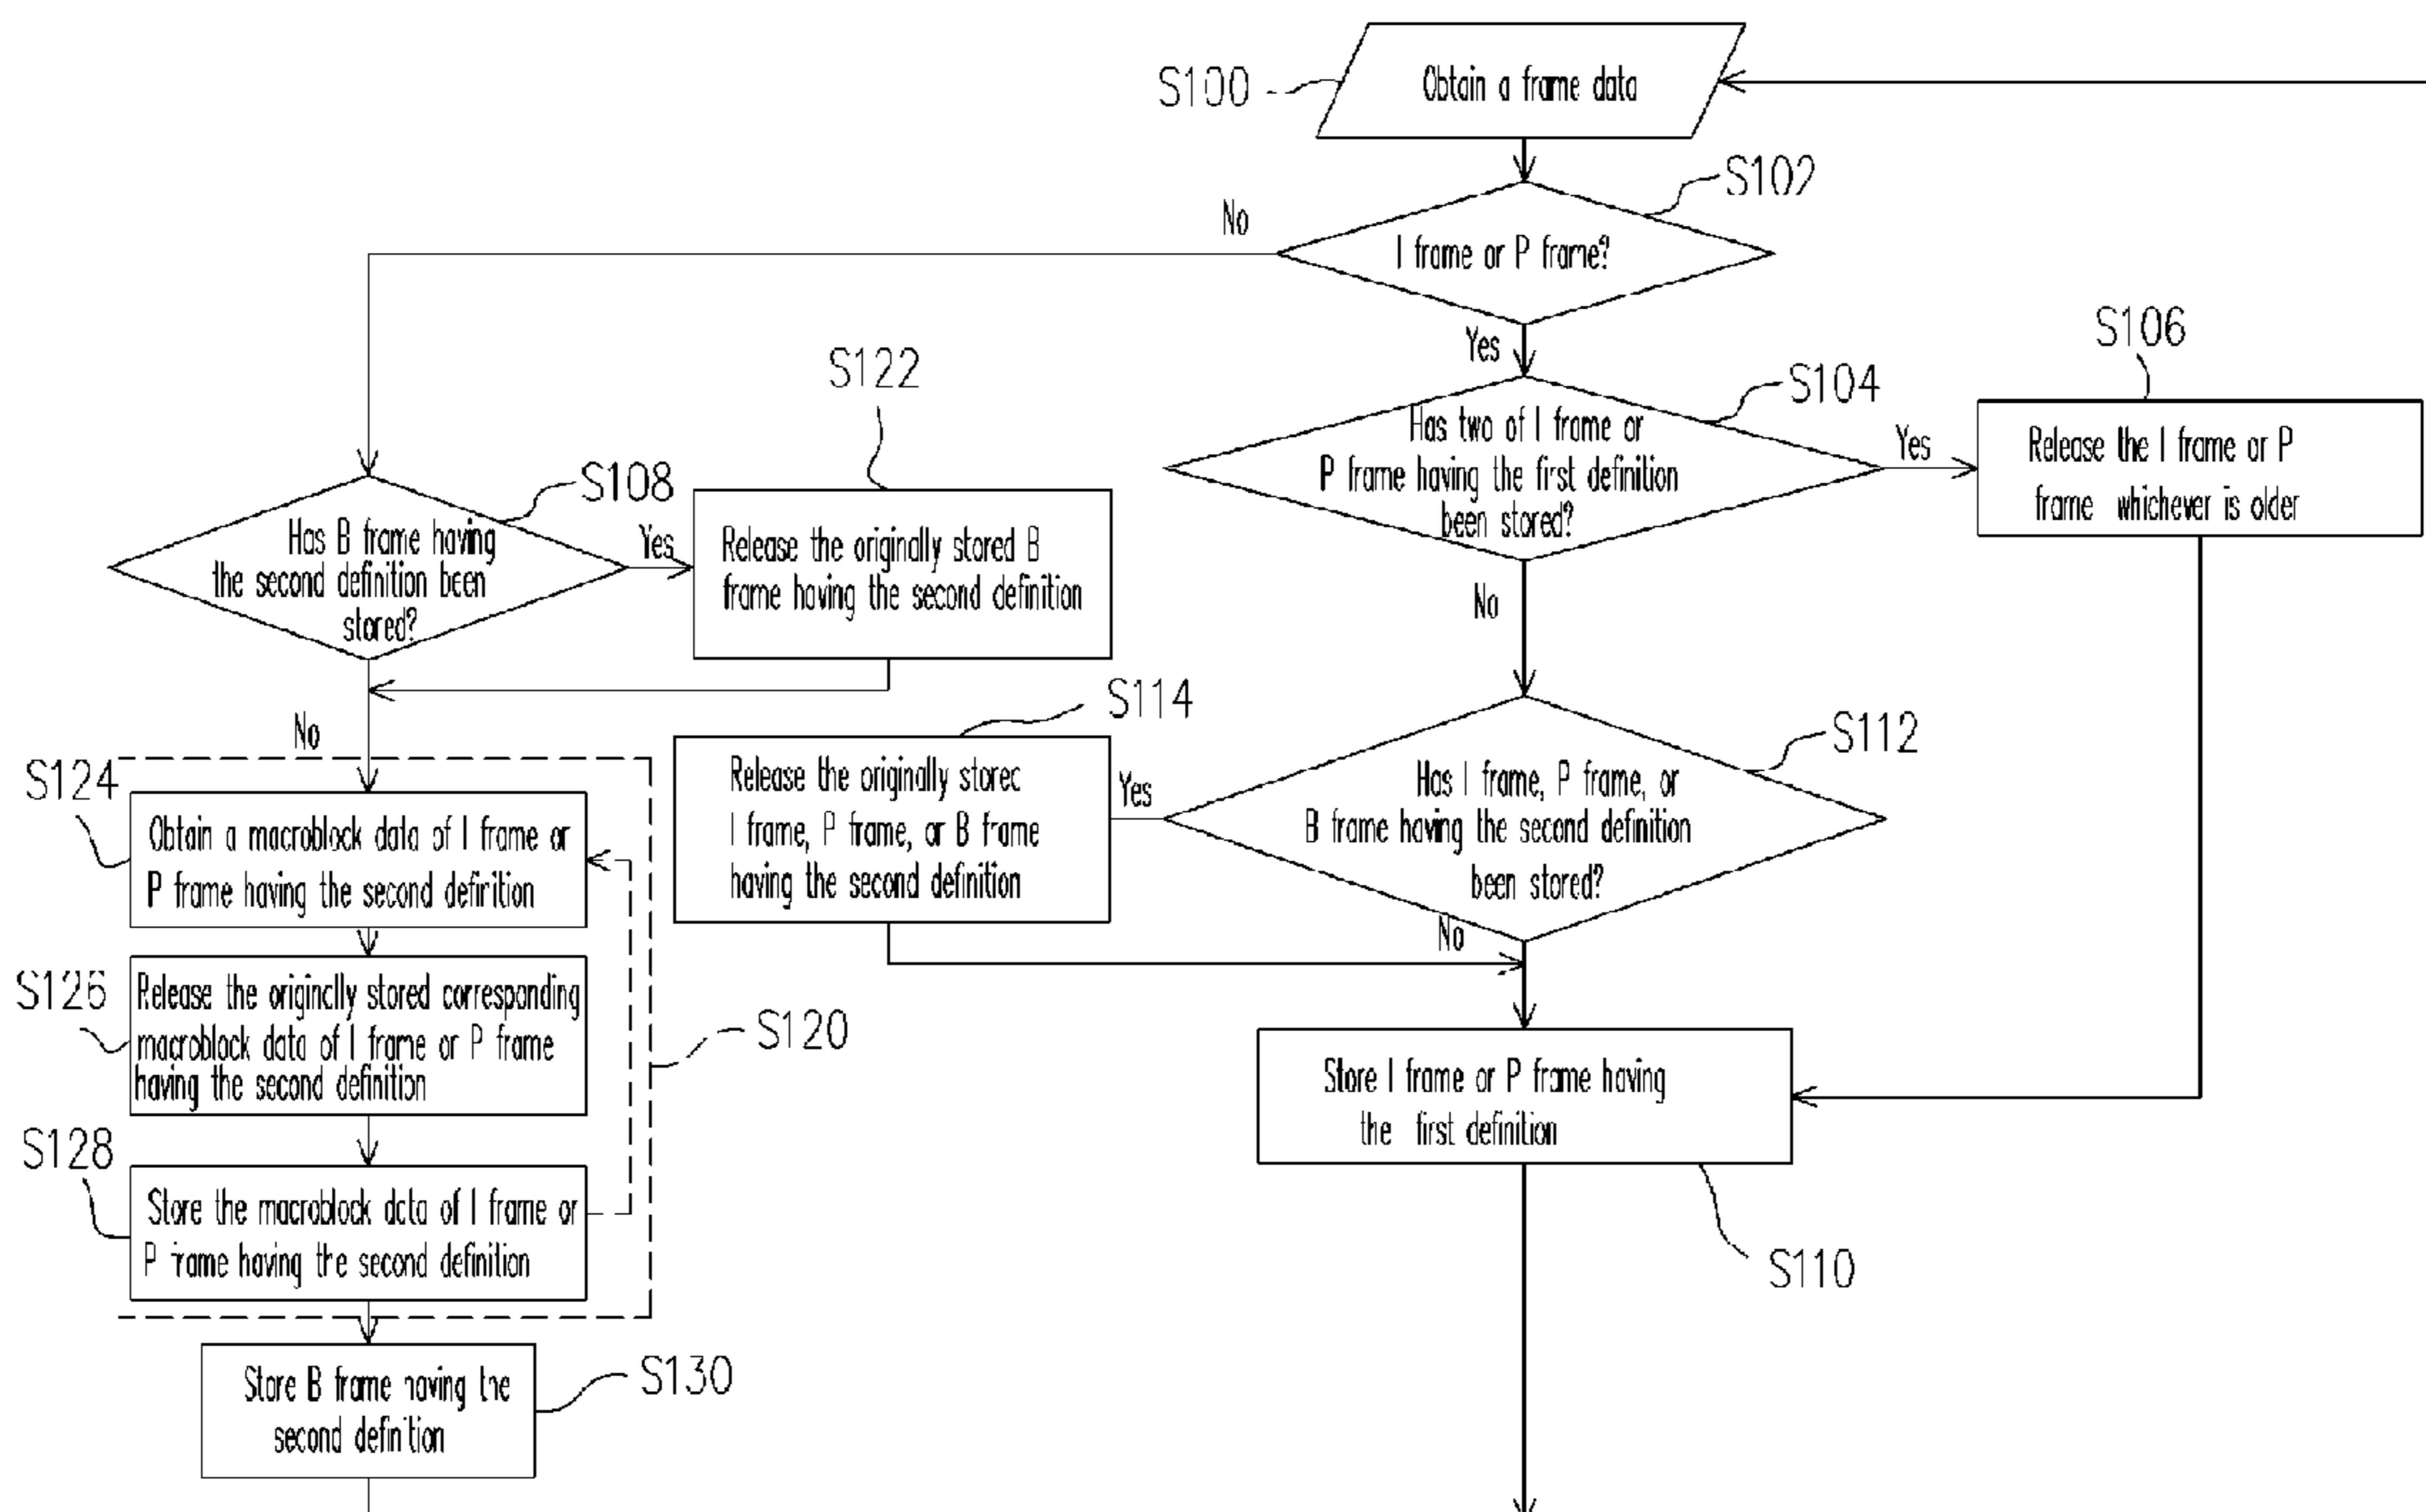 S100
Obtain a frame data
S102
I frame or P frame?
No
Yes
S104
Has two of I frame or
P frame having the first definition
been stored?
Yes
S106
Release the I frame or P
frame whichever is older
No
S122
S108
Has B frame having
the second definition been
stored?
Yes
Release the originally stored B
frame having the second definition
No
S114
Release the originally stored
I frame, P frame, or B frame
having the second definition
Yes
S112
Has I frame, P frame, or
B frame having the second definition
been stored?
No
S124
Obtain a macroblock data of I frame or
P frame having the second definition
S126
Release the originally stored corresponding
macroblock data of I frame or P frame
having the second definition
S120
S128
Store the macroblock data of I frame or
P frame having the second definition
Store I frame or P frame having
the first definition
S110
Store B frame having the
second definition
S130